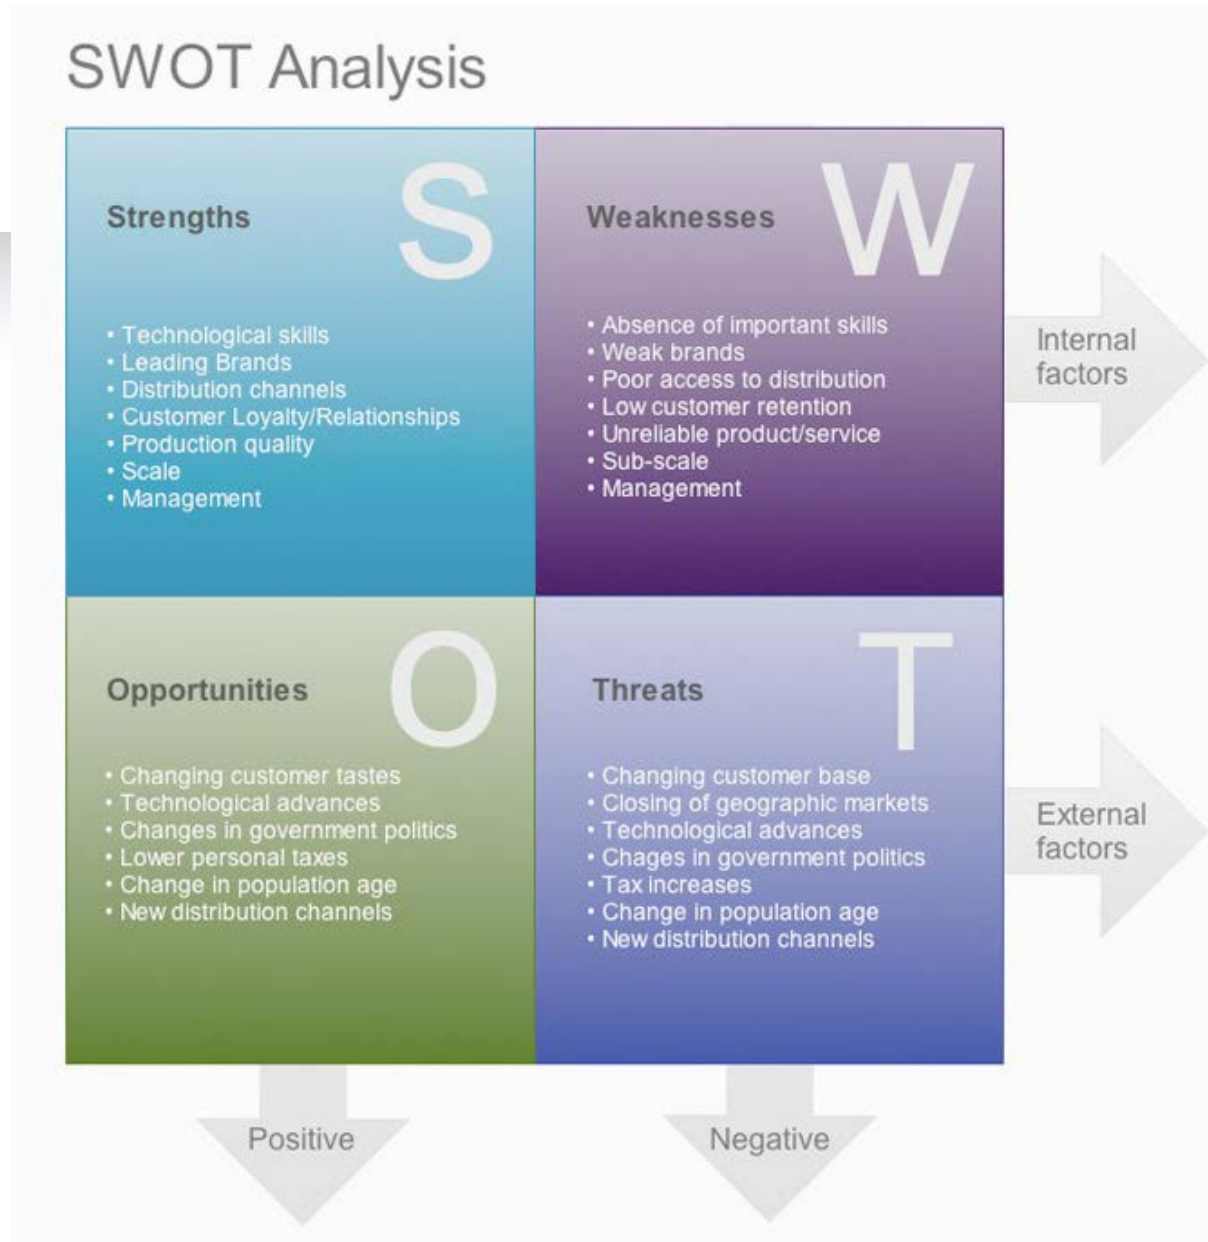 SWOT Analysis
S
Strengths
• Technological skills
• Leading Brands
• Distribution channels
• Customer Loyalty/Relationships
• Production quality
• Scale
• Management
W
Weaknesses
• Absence of important skills
• Weak brands
• Poor access to distribution
• Low customer retention
• Unreliable product/service
• Sub-scale
• Management
Internal
factors
O
Opportunities
• Changing customer tastes
• Technological advances
• Changes in government politics
• Lower personal taxes
• Change in population age
• New distribution channels
T
Threats
• Changing customer base
• Closing of geographic markets
• Technological advances
• Chages in government politics
• Tax increases
• Change in population age
• New distribution channels
External
factors
Positive
Negative